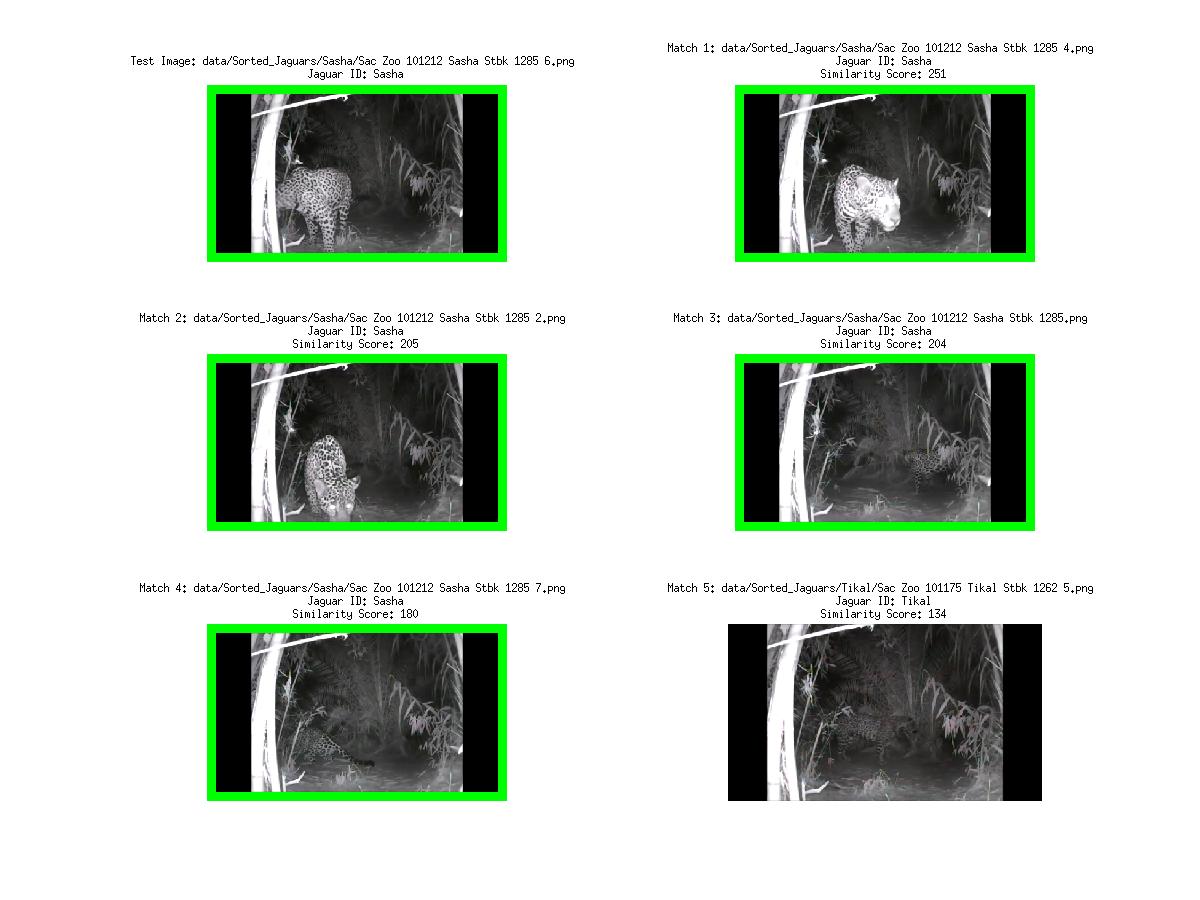 Test Image: data/Sorted_Jaguars/Sasha/Sac Zoo 101212 Sasha Stbk 1285 6.png
Jaguar ID: Sasha
Match 1: data/Sorted_Jaguars/Sasha/Sac Zoo 101212 Sasha Stbk 1285 4.png
Jaguar ID: Sasha
Similarity Score: 251
Match 2: data/Sorted_Jaguars/Sasha/Sac Zoo 101212 Sasha Stbk 1285 2.png
Jaguar ID: Sasha
Similarity Score: 205
Match 3: data/Sorted_Jaguars/Sasha/Sac Zoo 101212 Sasha Stbk 1285.png
Jaguar ID: Sasha
Similarity Score: 204
Match 4: data/Sorted_Jaguars/Sasha/Sac Zoo 101212 Sasha Stbk 1285 7.png
Jaguar ID: Sasha
Similarity Score: 180
Match 5: data/Sorted_Jaguars/Tikal/Sac Zoo 101175 Tikal Stbk 1262 5.png
Jaguar ID: Tikal
Similarity Score: 134